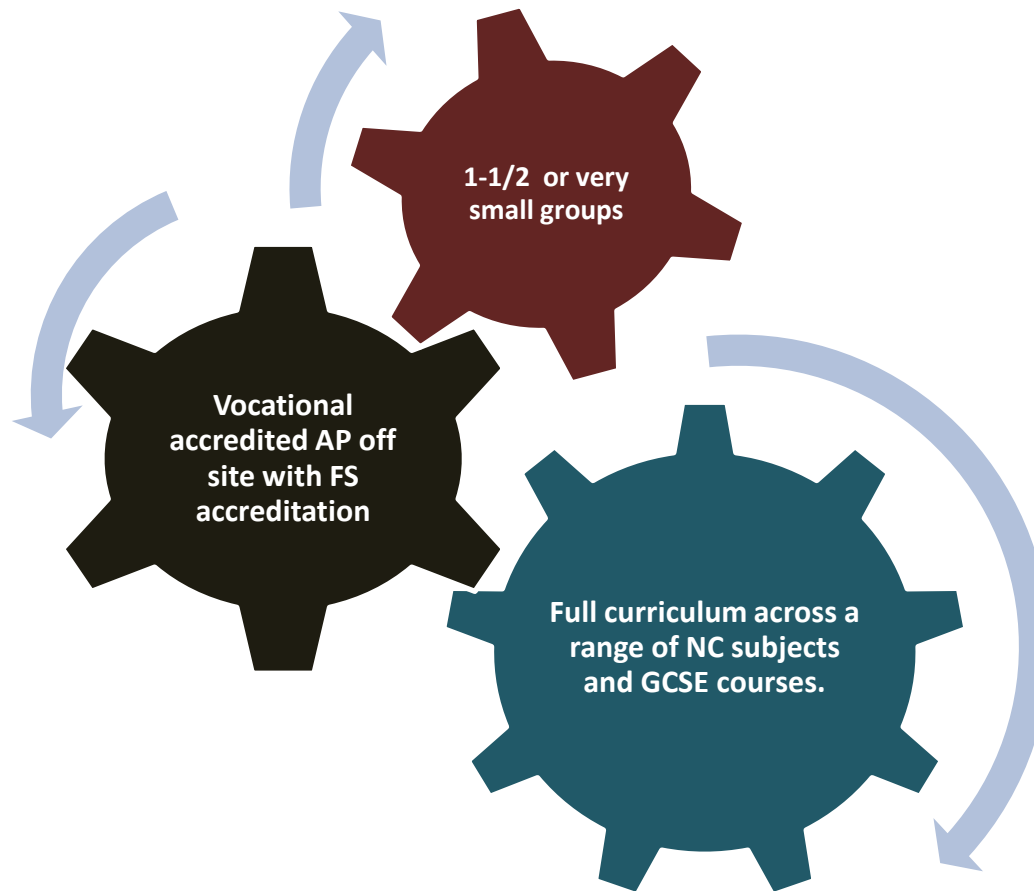 1-1/2  or very
small groups
Vocational
accredited AP off
site with FS
accreditation
Full curriculum across a
range of NC subjects
and GCSE courses.